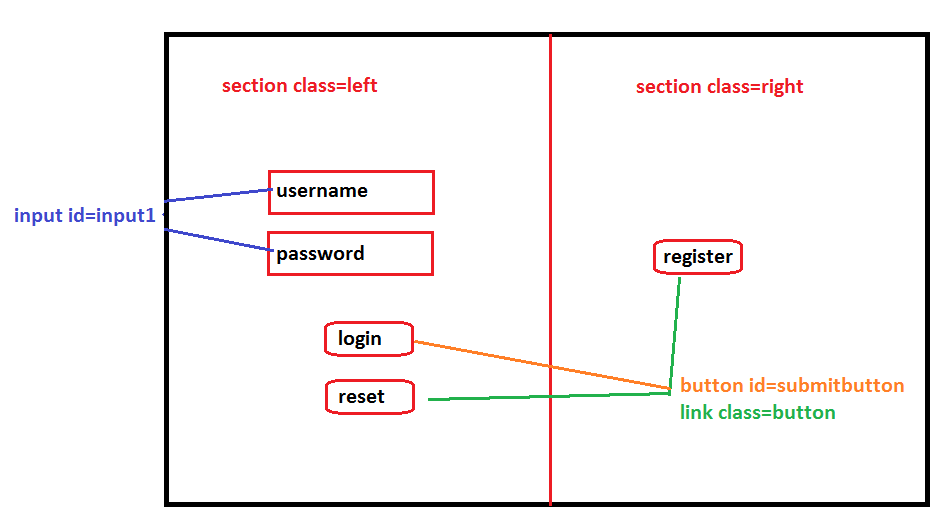 section class=left
section class=right
username
input id=input1
password
register
login
button id=submitbutton
reset
link class=button